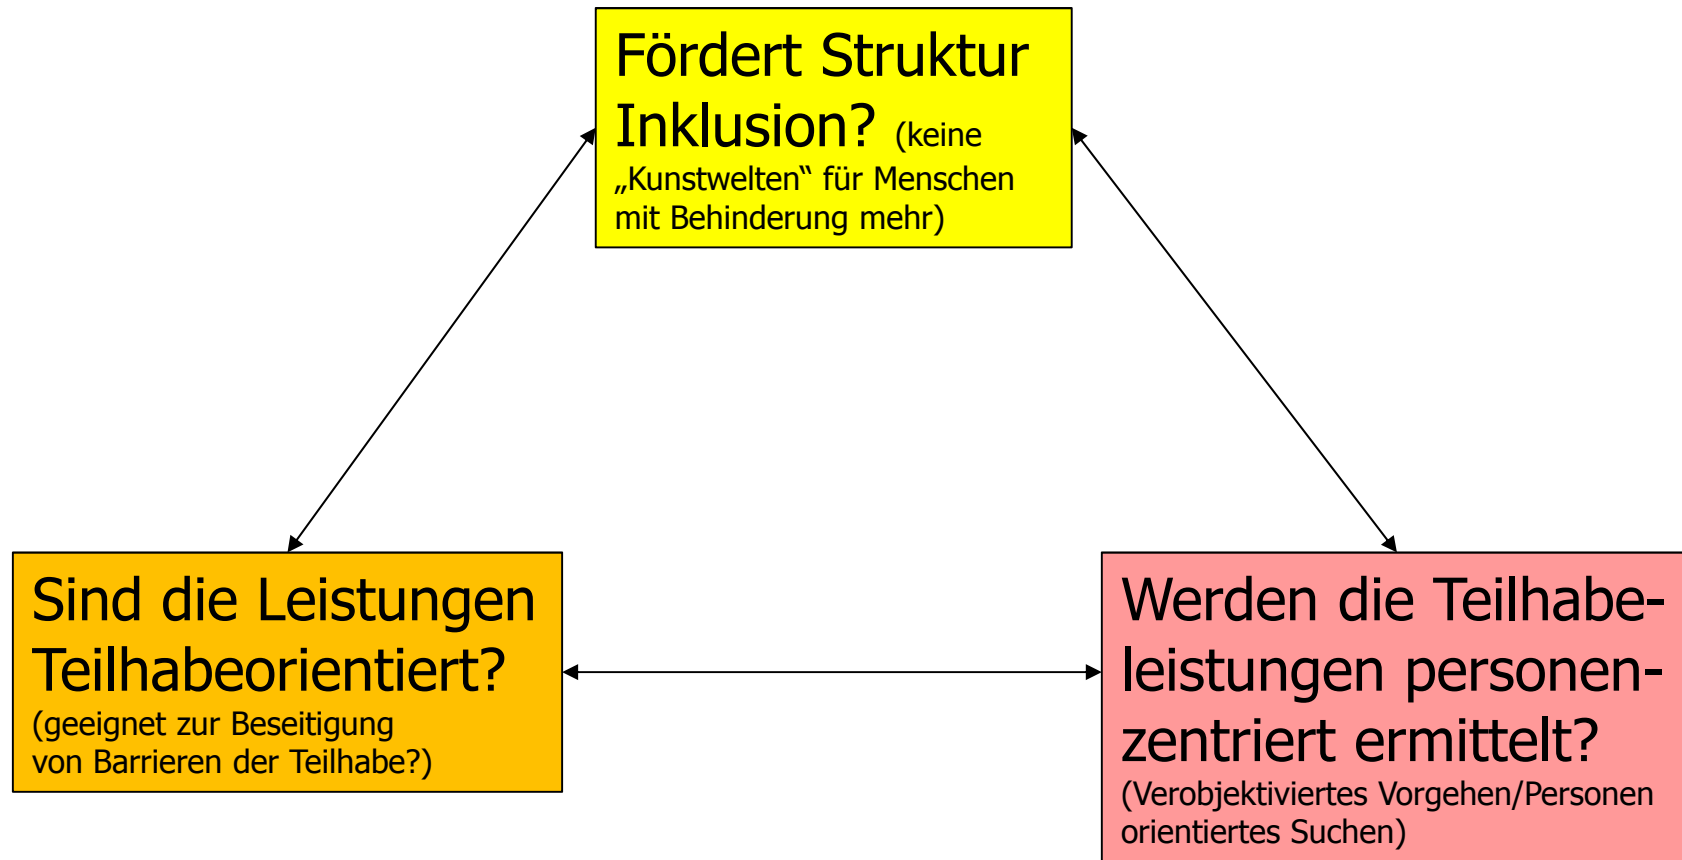 Fördert Struktur
Inklusion? (keine
„Kunstwelten“ für Menschen
mit Behinderung mehr)
Sind die Leistungen
Teilhabeorientiert?
(geeignet zur Beseitigung
von Barrieren der Teilhabe?)
Werden die Teilhabe-
leistungen personen-
zentriert ermittelt?
(Verobjektiviertes Vorgehen/Personen
orientiertes Suchen)